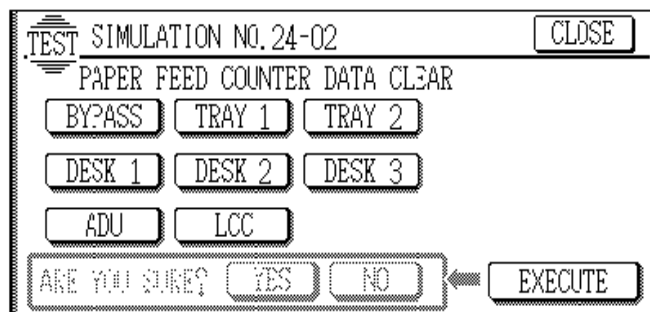 TEST SIMULATION NO. 24-02 CLOSE
PAPER FEED COUNTER DATA CLEAR
BYPASS TRAY 1 TRAY 2
DESK 1 DESK 2 DESK 3
ADU LCC
ARE YOU SURE? YES NO EXECUTE